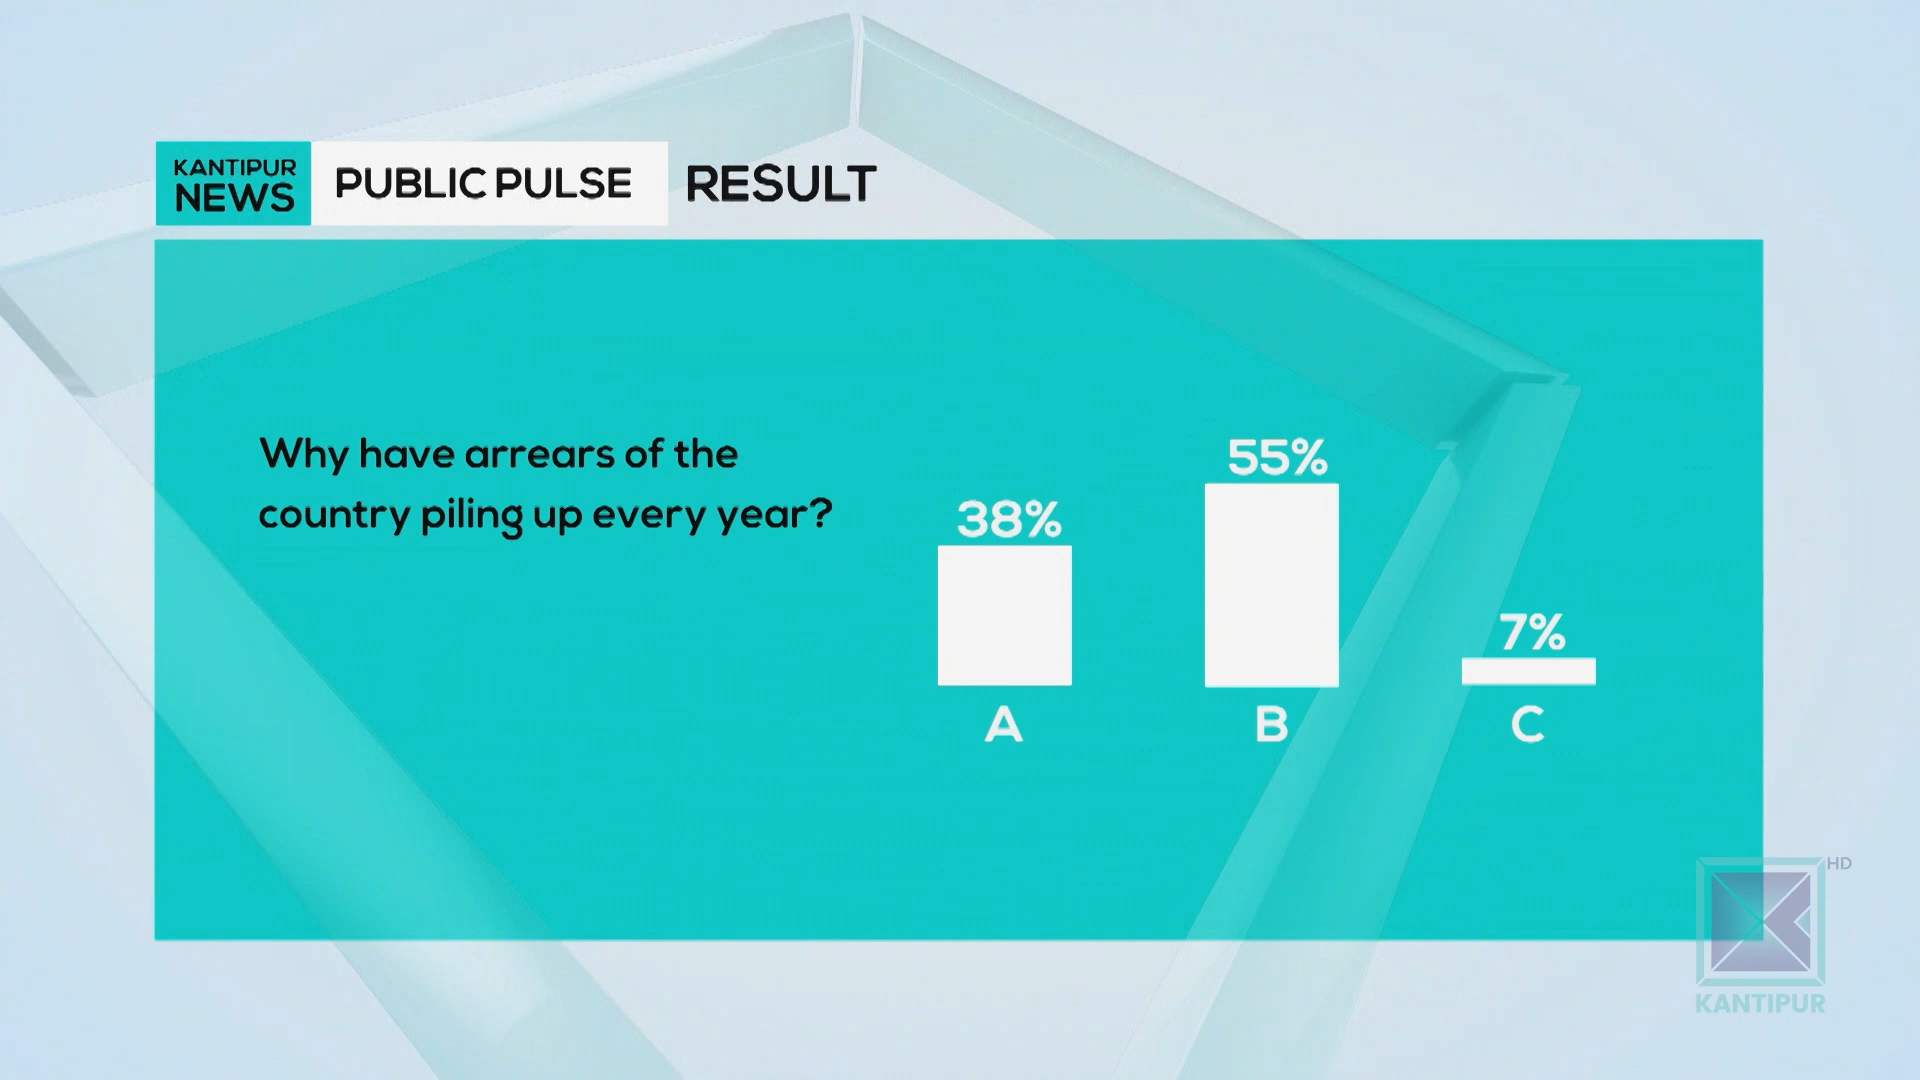 KANTIPUR
NEWS
PUBLIC PULSE
RESULT
Why have arrears of the
country piling up every year?
38%
55%
7%
A
B
C
HD
KANTIPUR